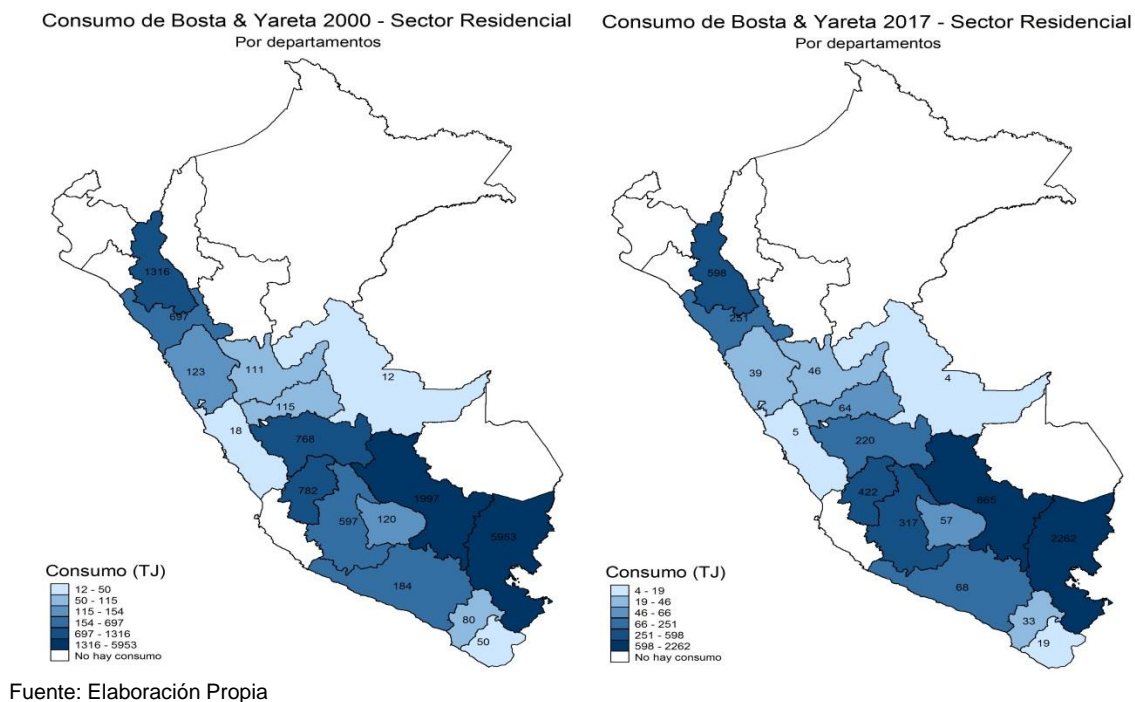 Consumo de Bosta & Yareta 2000 - Sector Residencial
Por departamentos
1316
697
123
111
12
115
18
768
782
1997
597
120
5953
184
80
50
Consumo (TJ)
12 - 50
50 - 115
115 - 154
154 - 697
697 - 1316
1316 - 5953
No hay consumo
Consumo de Bosta & Yareta 2017 - Sector Residencial
Por departamentos
598
251
39
46
4
64
5
220
422
865
317
57
2262
68
33
19
Consumo (TJ)
4 - 19
19 - 46
46 - 66
66 - 251
251 - 598
598 - 2262
No hay consumo
Fuente: Elaboración Propia